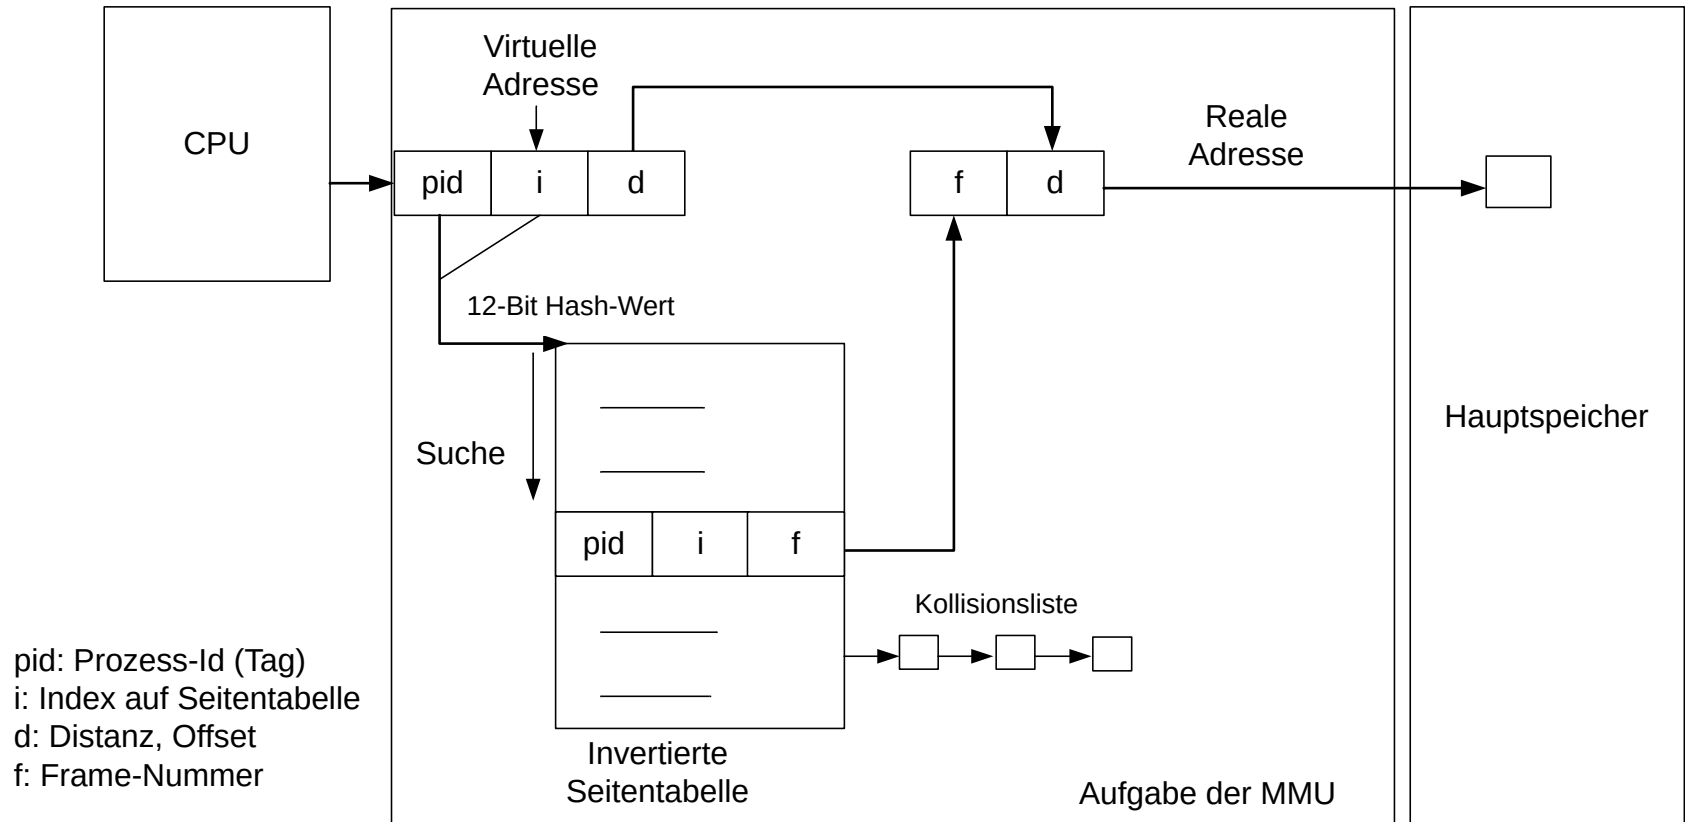 CPU
Virtuelle
Adresse
pid
i
d
f
d
Reale
Adresse
12-Bit Hash-Wert
Suche
pid
i
f
Hauptspeicher
Kollisionsliste
Invertierte
Seitentabelle
Aufgabe der MMU
pid: Prozess-Id (Tag)
i: Index auf Seitentabelle
d: Distanz, Offset
f: Frame-Nummer